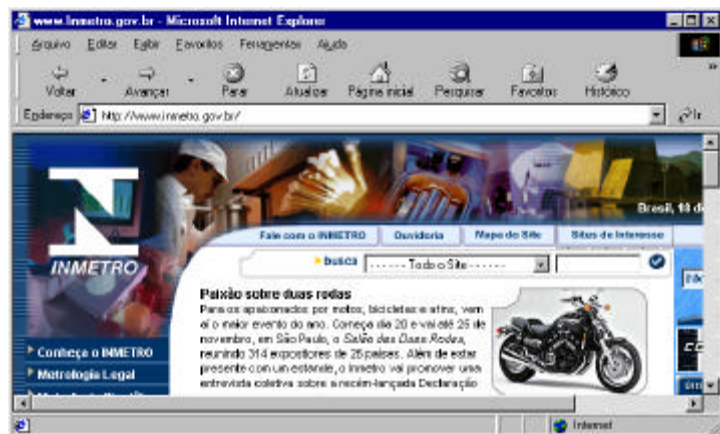 www.Inmetro.gov.br - Microsoft Internet Explorer
Arquivo Editar Exibir Favoritos Ferramentas Ajuda
Voltar Avançar Parar Atualizar Página inicial Pesquisar Favoritos Histórico
Endereço http://www.inmetro.gov.br/ Ir
Brasil, 18 d
Fale com o INMETRO Ouvidoria Mapa do Site Sites de Interesse
INMETRO
busca ------Todo o Site------
Paixão sobre duas rodas
Para os apaixonados por motos, bicicletas e afins, vem
aí o maior evento do ano. Começa dia 20 e vai até 25 de
novembro, em São Paulo, o Salão das Duas Rodas,
reunindo 314 expositores de 25 países. Além de estar
presente com um estande, o Inmetro vai promover uma
entrevista coletiva sobre a recém-lançada Declaração
Conheça o INMETRO
Metrologia Legal
Internet